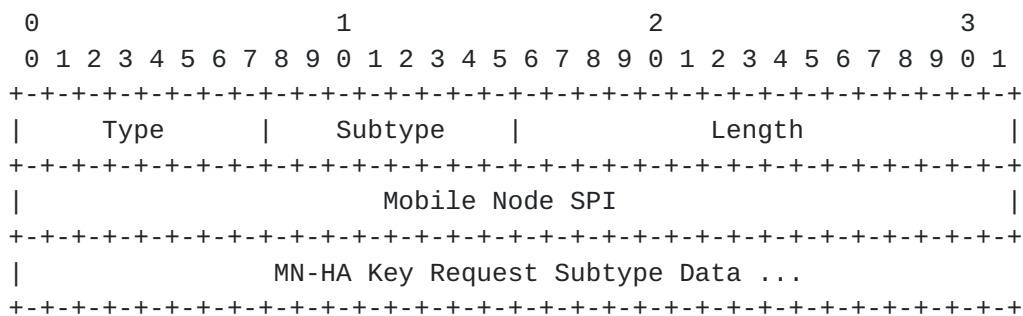 0                   1                   2                   3
 0 1 2 3 4 5 6 7 8 9 0 1 2 3 4 5 6 7 8 9 0 1 2 3 4 5 6 7 8 9 0 1
+-+-+-+-+-+-+-+-+-+-+-+-+-+-+-+-+-+-+-+-+-+-+-+-+-+-+-+-+-+-+-+-+
|     Type      |    Subtype    |            Length             |
+-+-+-+-+-+-+-+-+-+-+-+-+-+-+-+-+-+-+-+-+-+-+-+-+-+-+-+-+-+-+-+-+
|                       Mobile Node SPI                         |
+-+-+-+-+-+-+-+-+-+-+-+-+-+-+-+-+-+-+-+-+-+-+-+-+-+-+-+-+-+-+-+-+
|                MN-HA Key Request Subtype Data ...
+-+-+-+-+-+-+-+-+-+-+-+-+-+-+-+-+-+-+-+-+-+-+-+-+-+-+-+-+-+-+-+-+